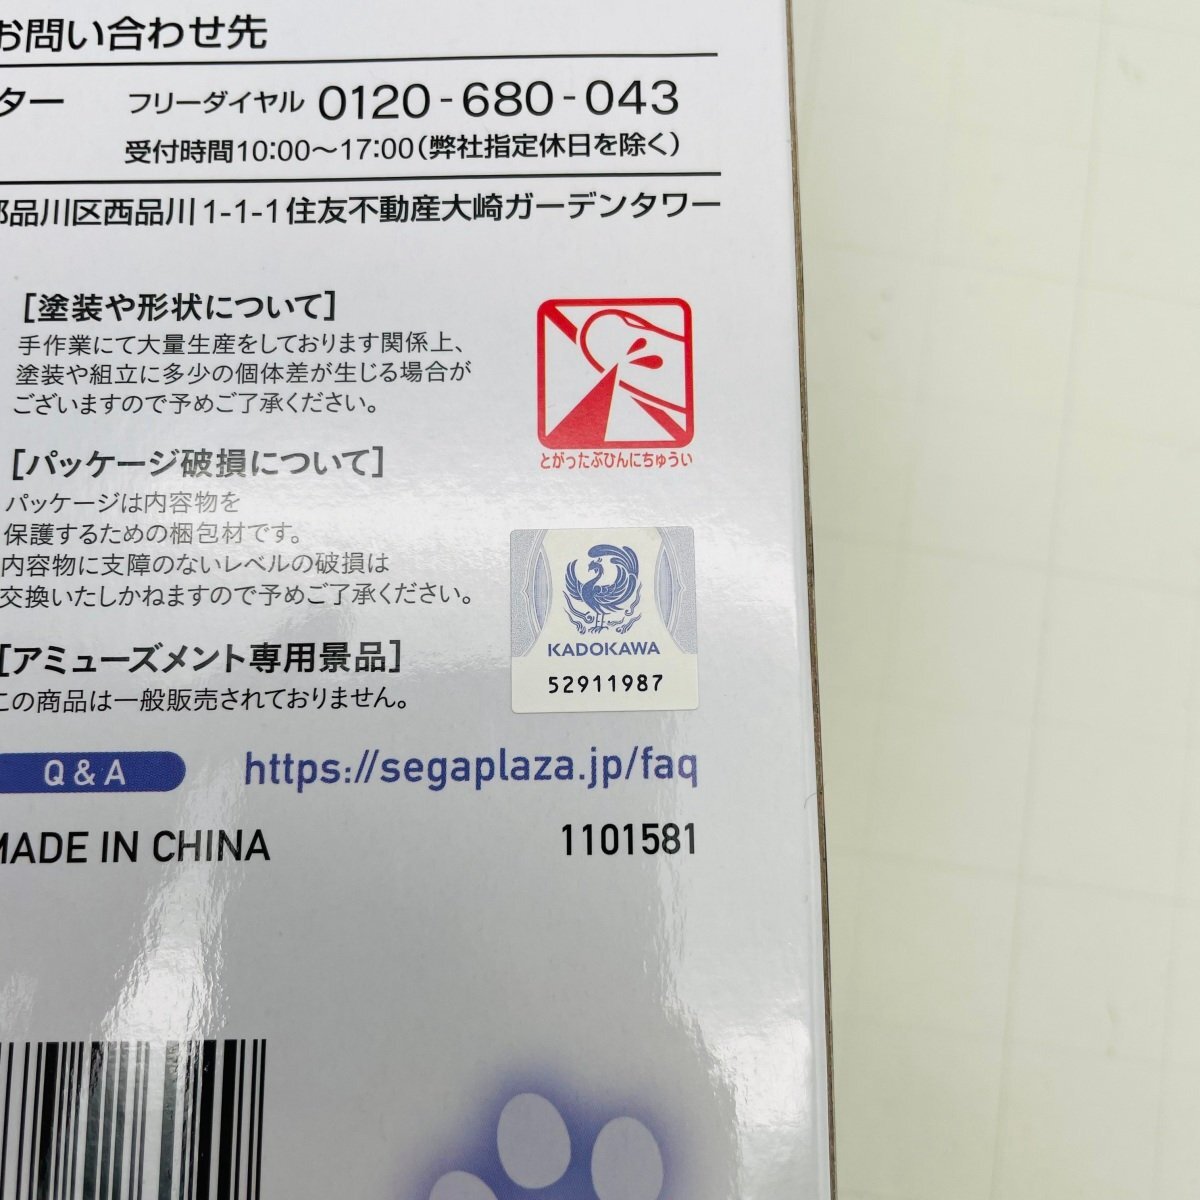 お問い合わせ先
ター フリーダイヤル 0120-680-043
受付時間10:00〜17:00(弊社指定休日を除く)
都品川区西品川1-1-1住友不動産大崎ガーデンタワー
[塗装や形状について]
手作業にて大量生産をしております関係上、
塗装や組立に多少の個体差が生じる場合が
ございますので予めご了承ください。
とがったぶひんにちゅうい
[パッケージ破損について]
パッケージは内容物を
保護するための梱包材です。
内容物に支障のないレベルの破損は
交換いたしかねますので予めご了承ください。
KADOKAWA
52911987
[アミューズメント専用景品]
この商品は一般販売されておりません。
Q & A https://segaplaza.jp/faq
MADE IN CHINA 1101581